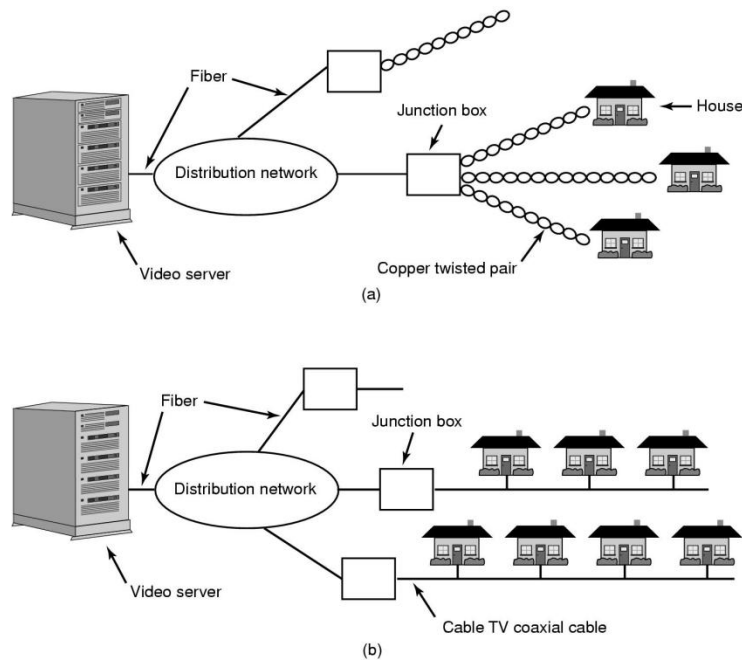 Fiber
House
Junction box
Distribution network
Copper twisted pair
Video server
(a)
Fiber
Junction box
Distribution network
Video server
Cable TV coaxial cable
(b)